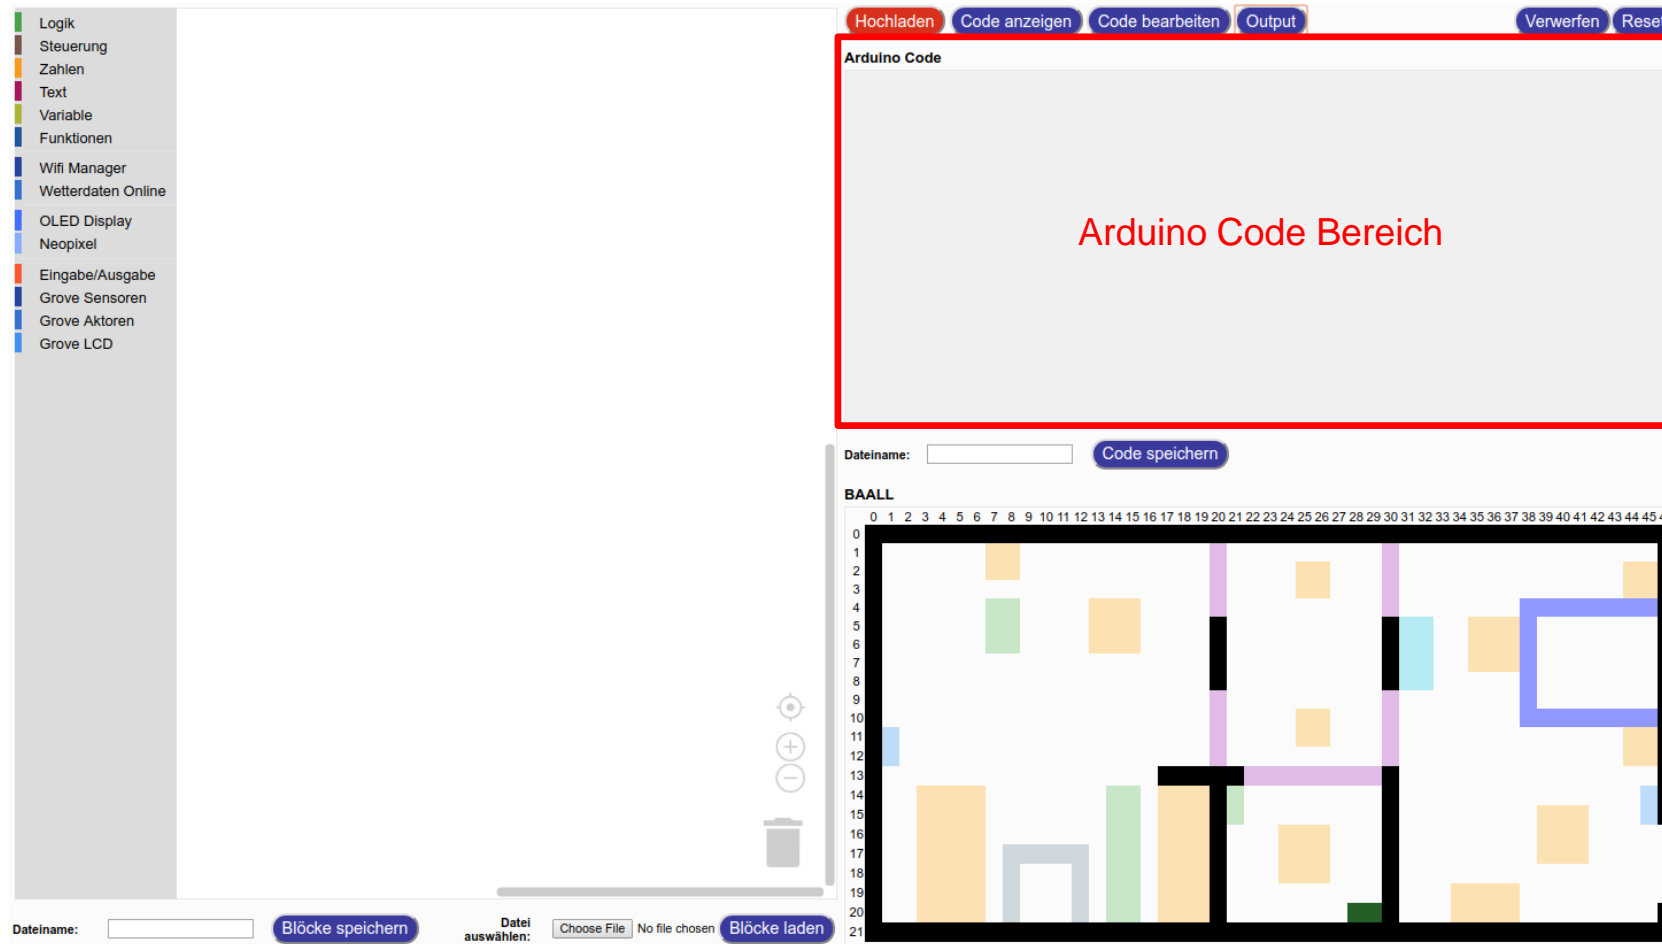 Logik
Steuerung
Zahlen
Text
Variable
Funktionen
Wifi Manager
Wetterdaten Online
OLED Display
Neopixel
Eingabe/Ausgabe
Grove Sensoren
Grove Aktoren
Grove LCD
Dateiname:
Blöcke speichern
Datei
auswählen:
Choose File No file chosen
Blöcke laden
Hochladen Code anzeigen Code bearbeiten Output Verwerfen Reset
Arduino Code
Arduino Code Bereich
Dateiname:
Code speichern
BAALL
0 1 2 3 4 5 6 7 8 9 10 11 12 13 14 15 16 17 18 19 20 21 22 23 24 25 26 27 28 29 30 31 32 33 34 35 36 37 38 39 40 41 42 43 44 45
0
1
2
3
4
5
6
7
8
9
10
11
12
13
14
15
16
17
18
19
20
21